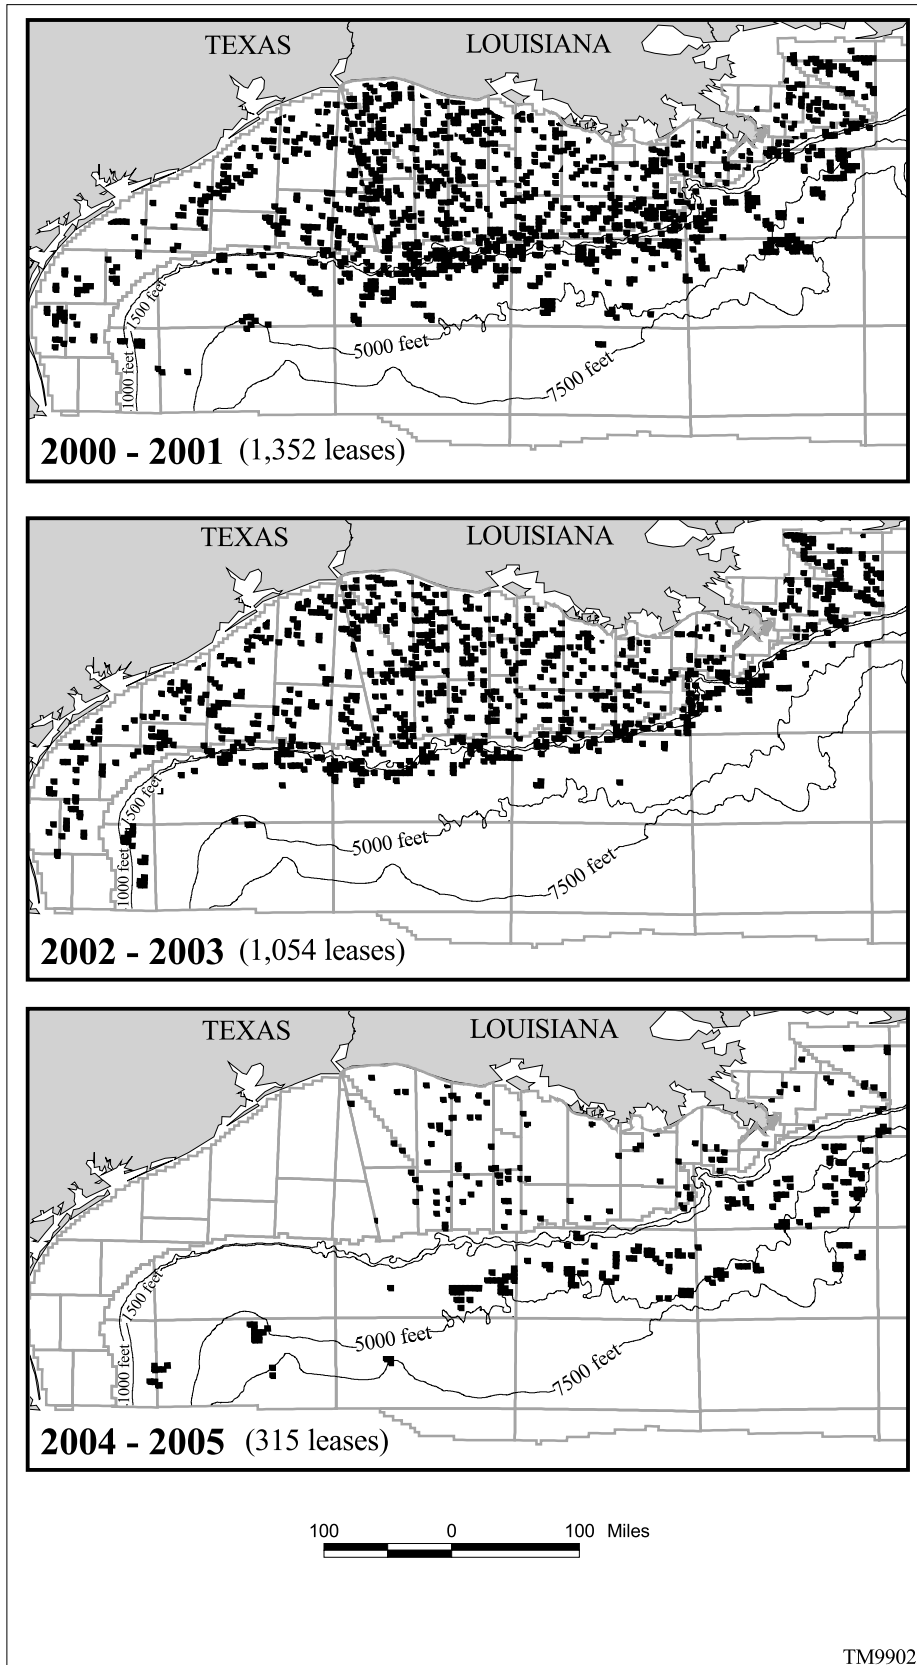 TEXAS
LOUISIANA
1500 feet
1000 feet
5000 feet
7500 feet
2000 - 2001 (1,352 leases)
TEXAS
LOUISIANA
1500 feet
1000 feet
5000 feet
7500 feet
2002 - 2003 (1,054 leases)
TEXAS
LOUISIANA
1500 feet
1000 feet
5000 feet
7500 feet
2004 - 2005 (315 leases)
100 0 100 Miles
TM9902